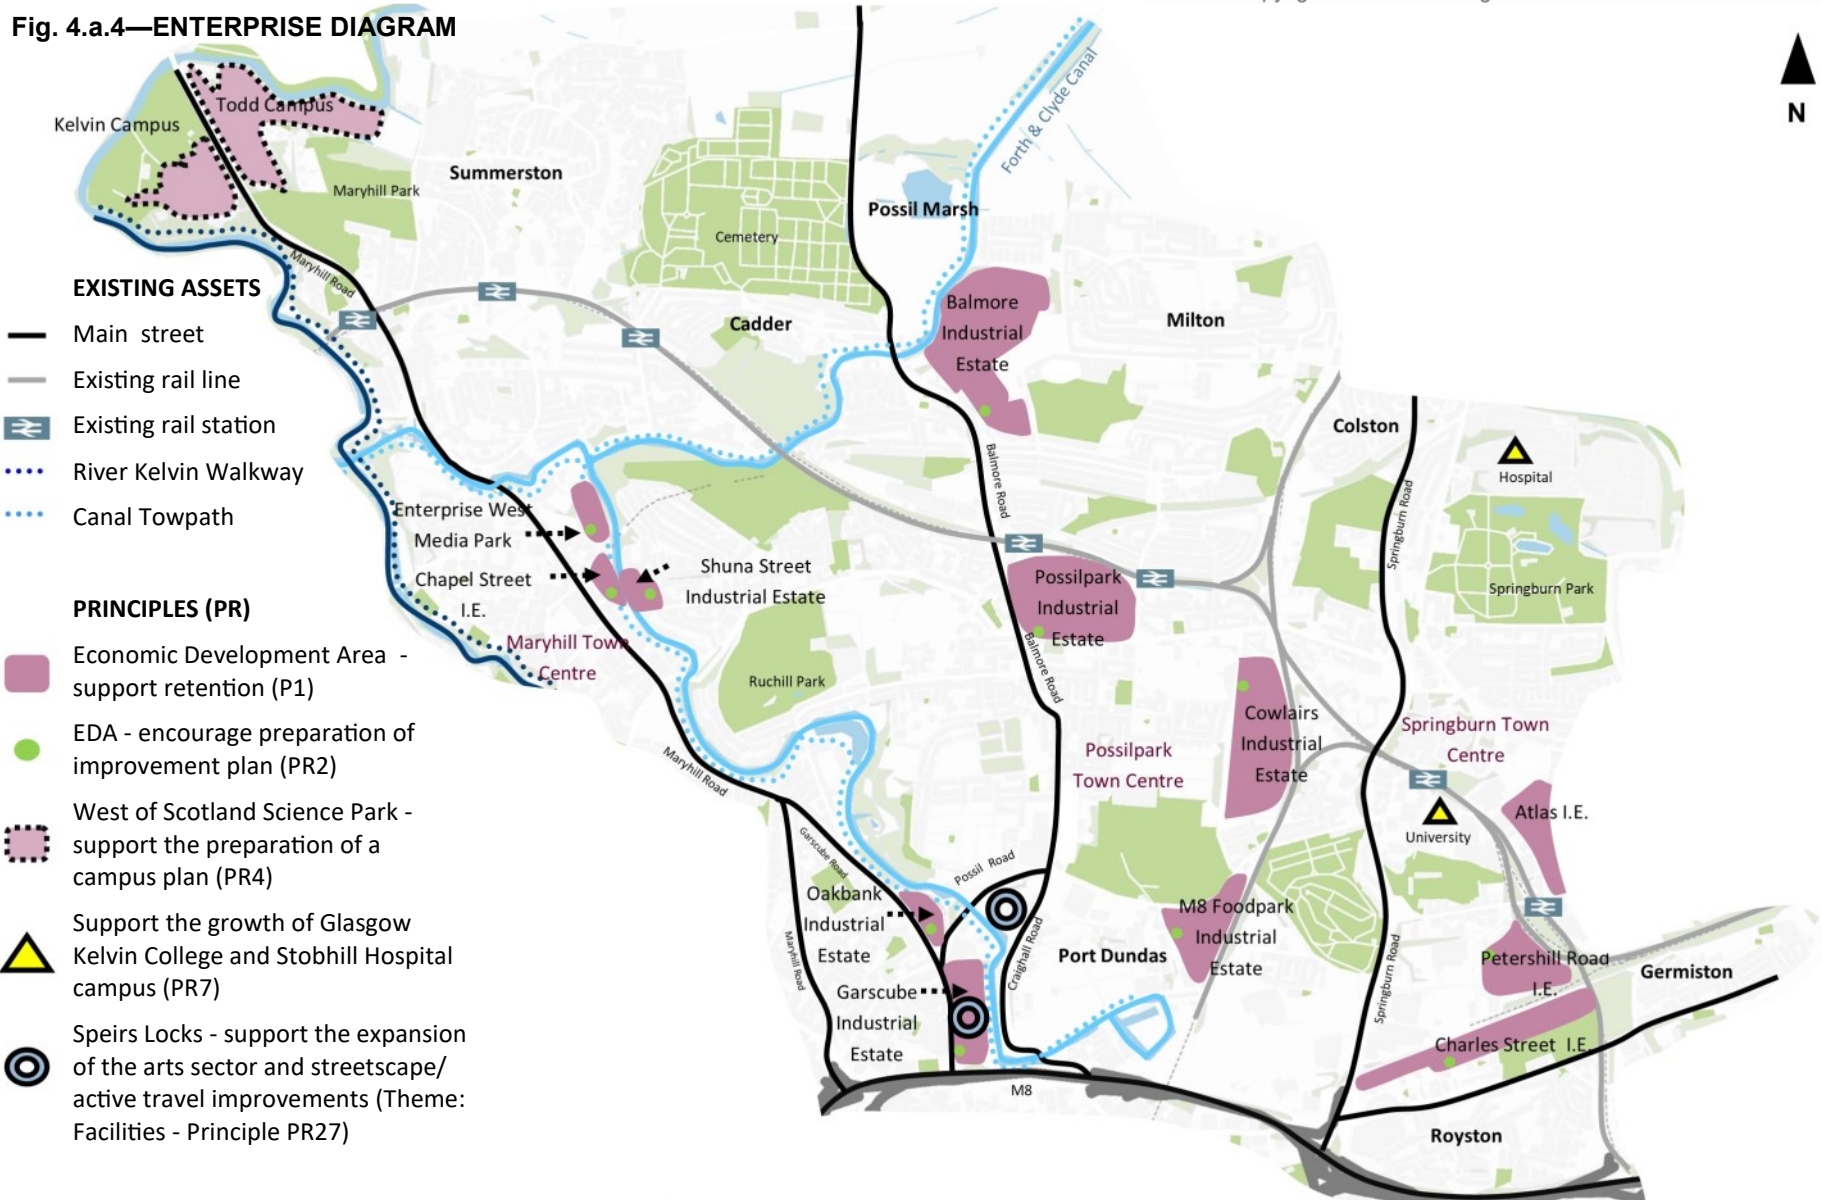 Fig. 4.a.4—ENTERPRISE DIAGRAM
N
Todd Campus
Kelvin Campus
Maryhill Park
Summerston
Cemetery
Possil Marsh
Forth & Clyde Canal
Maryhill Road
Cadder
Balmore
Industrial
Estate
Milton
EXISTING ASSETS
Main street
Existing rail line
Existing rail station
River Kelvin Walkway
Canal Towpath
PRINCIPLES (PR)
Economic Development Area -
support retention (P1)
EDA - encourage preparation of
improvement plan (PR2)
West of Scotland Science Park -
support the preparation of a
campus plan (PR4)
Support the growth of Glasgow
Kelvin College and Stobhill Hospital
campus (PR7)
Speirs Locks - support the expansion
of the arts sector and streetscape/
active travel improvements (Theme:
Facilities - Principle PR27)
Colston
Hospital
Balmore Road
Springburn Road
Enterprise West
Media Park
Chapel Street
I.E.
Shuna Street
Industrial Estate
Maryhill Town
Centre
Ruchill Park
Possilpark
Industrial
Estate
Balmore Road
Springburn Park
Cowlairs
Industrial
Estate
Possilpark
Town Centre
Springburn Town
Centre
Maryhill Road
Atlas I.E.
University
Garscube Road
Possil Road
Oakbank
Industrial
Estate
M8 Foodpark
Industrial
Estate
Maryhill Road
Craighall Road
Port Dundas
Springburn Road
Petershill Road
I.E.
Germiston
Garscube
Industrial
Estate
Charles Street I.E.
M8
Royston